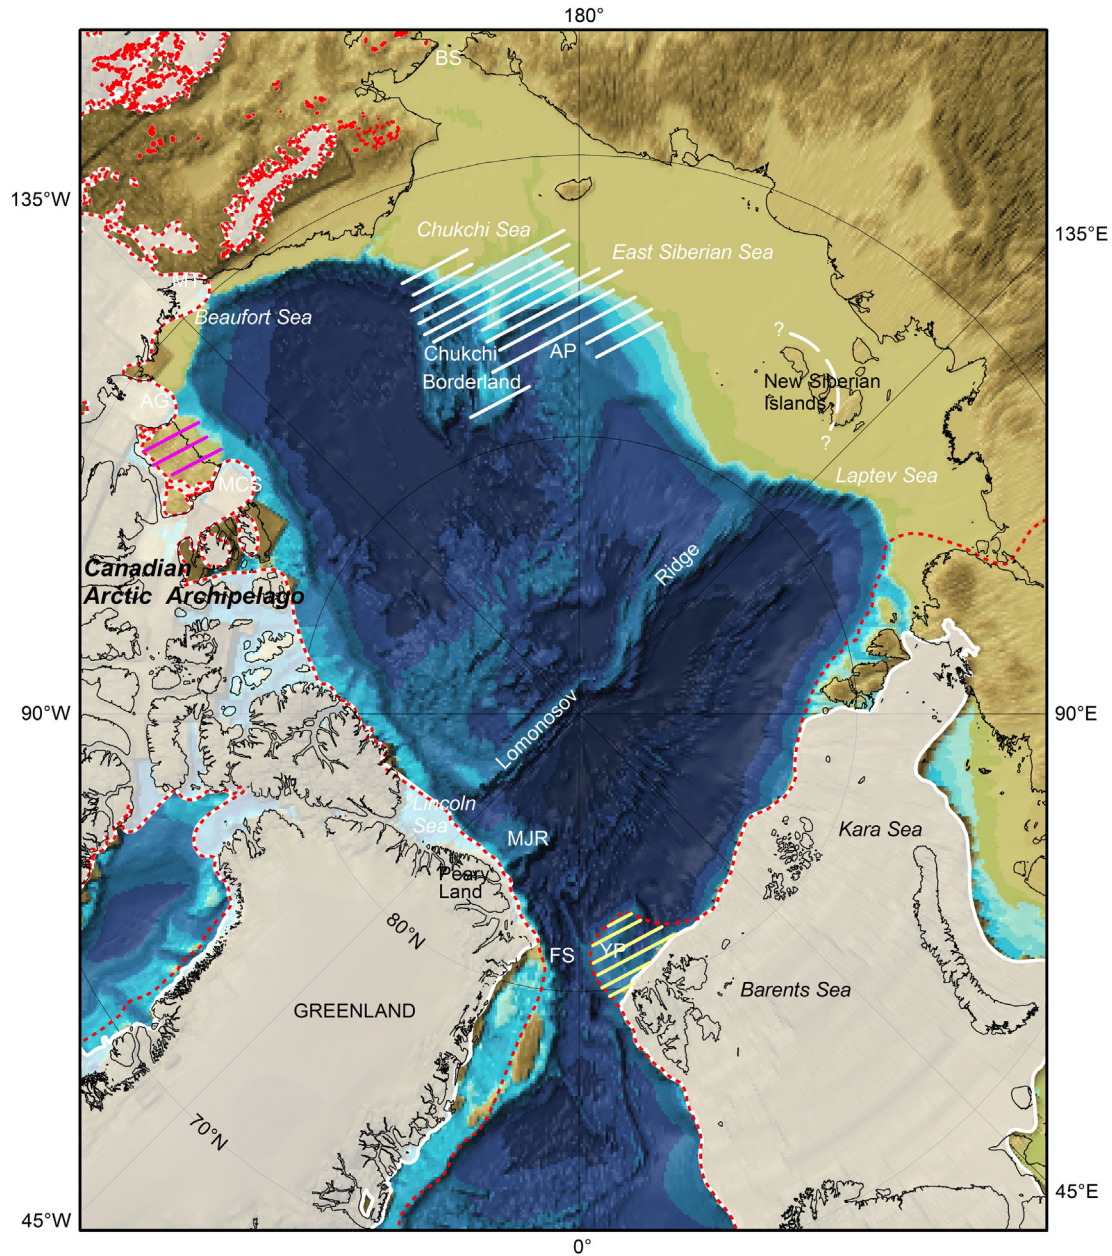 180°
BS
135°W
Chukchi Sea
135°E
East Siberian Sea
MT
Beaufort Sea
?
Chukchi
AP
Borderland
New Siberian
Islands
AG
?
Laptev Sea
MCS
Ridge
Canadian
Arctic Archipelago
Lomonosov
90°W
90°E
Lincoln
Sea
Kara Sea
MJR
Peary
Land
80°N
FS
YP
Barents Sea
GREENLAND
70°N
45°W
45°E
0°